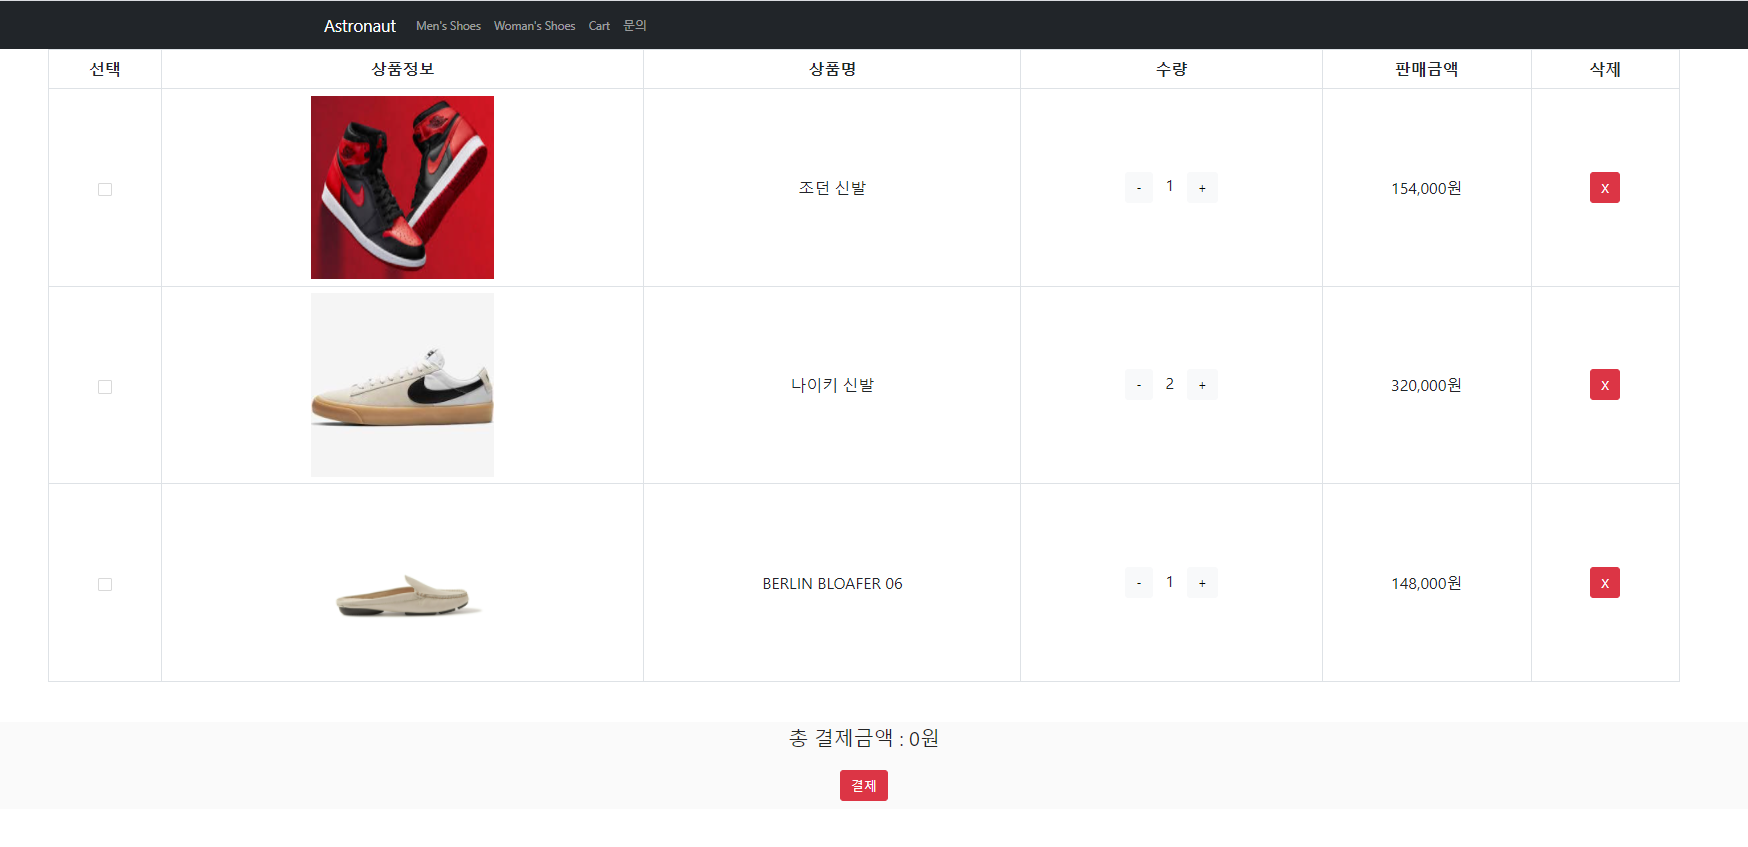 Astronaut Men's Shoes Woman's Shoes Cart 문의
선택 상품정보 상품명 수량 판매금액 삭제
조던 신발 - 1 + 154,000원 X
나이키 신발 - 2 + 320,000원 X
BERLIN BLOAFER 06 - 1 + 148,000원 X
총 결제금액 : 0원
결제